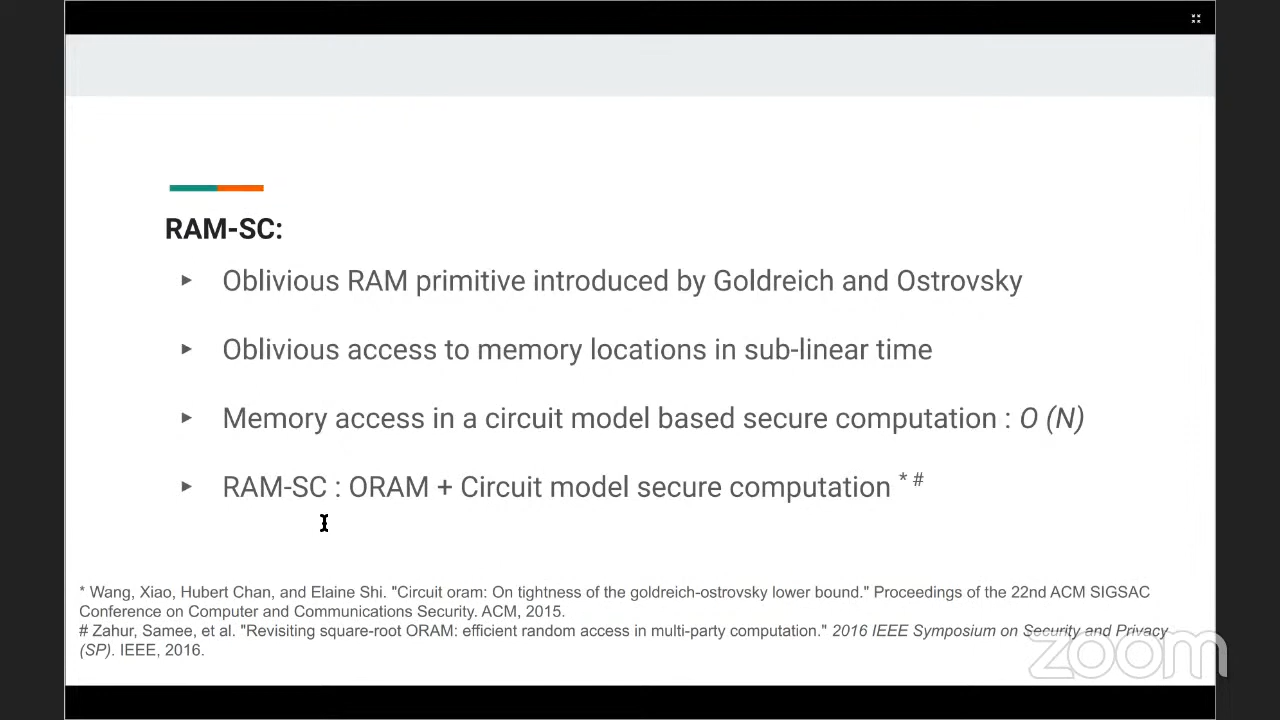 RAM-SC:
▸ Oblivious RAM primitive introduced by Goldreich and Ostrovsky
▸ Oblivious access to memory locations in sub-linear time
▸ Memory access in a circuit model based secure computation : O (N)
▸ RAM-SC : ORAM + Circuit model secure computation * #
* Wang, Xiao, Hubert Chan, and Elaine Shi. "Circuit oram: On tightness of the goldreich-ostrovsky lower bound." Proceedings of the 22nd ACM SIGSAC
Conference on Computer and Communications Security. ACM, 2015.
# Zahur, Samee, et al. "Revisiting square-root ORAM: efficient random access in multi-party computation." 2016 IEEE Symposium on Security and Privacy
(SP). IEEE, 2016.
zoom